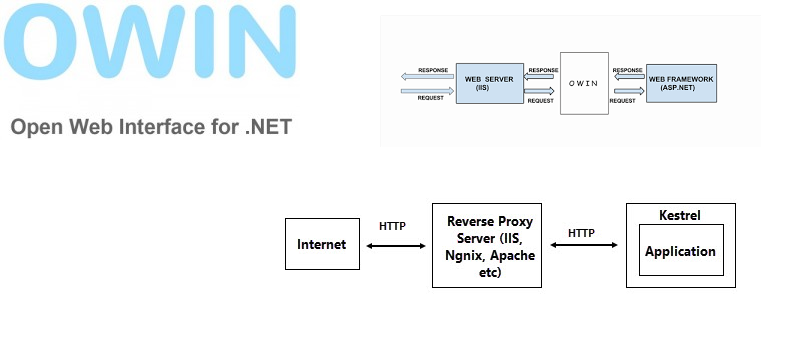 OWIN
Open Web Interface for .NET
RESPONSE
REQUEST
WEB SERVER
(IIS)
RESPONSE
REQUEST
OWIN
RESPONSE
REQUEST
WEB FRAMEWORK
(ASP.NET)
Internet
HTTP
Reverse Proxy
Server (IIS,
Ngnix, Apache
etc)
HTTP
Kestrel
Application